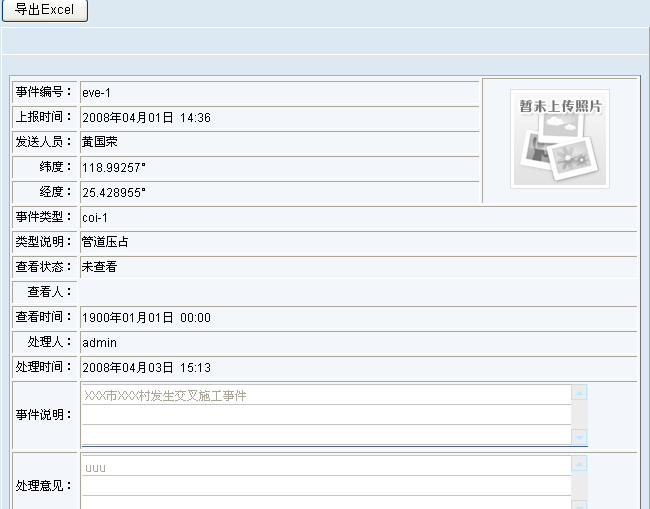 导出Excel
事件编号： eve-1
暂未上传照片
上报时间： 2008年04月01日 14:36
发送人员： 黄国荣
纬度： 118.99257°
经度： 25.428955°
事件类型： coi-1
类型说明： 管道压占
查看状态： 未查看
查看人：
查看时间： 1900年01月01日 00:00
处理人： admin
处理时间： 2008年04月03日 15:13
事件说明： XXX市XXX村发生交叉施工事件
处理意见： uuu